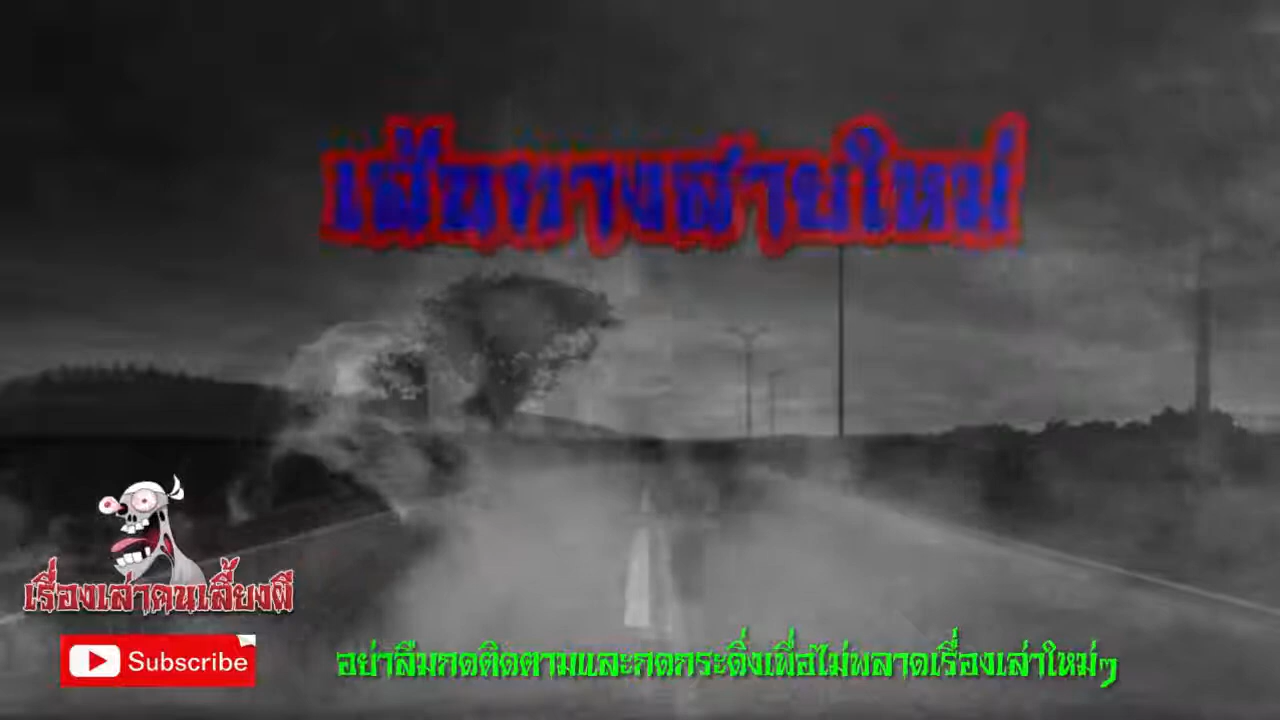 เส้นทางสายใหม่
เรื่องเล่าคนเลี้ยงผี
Subscribe
อย่าลืมกดติดตามและกดกระดิ่งเพื่อไม่พลาดเรื่องเล่าใหม่ๆ